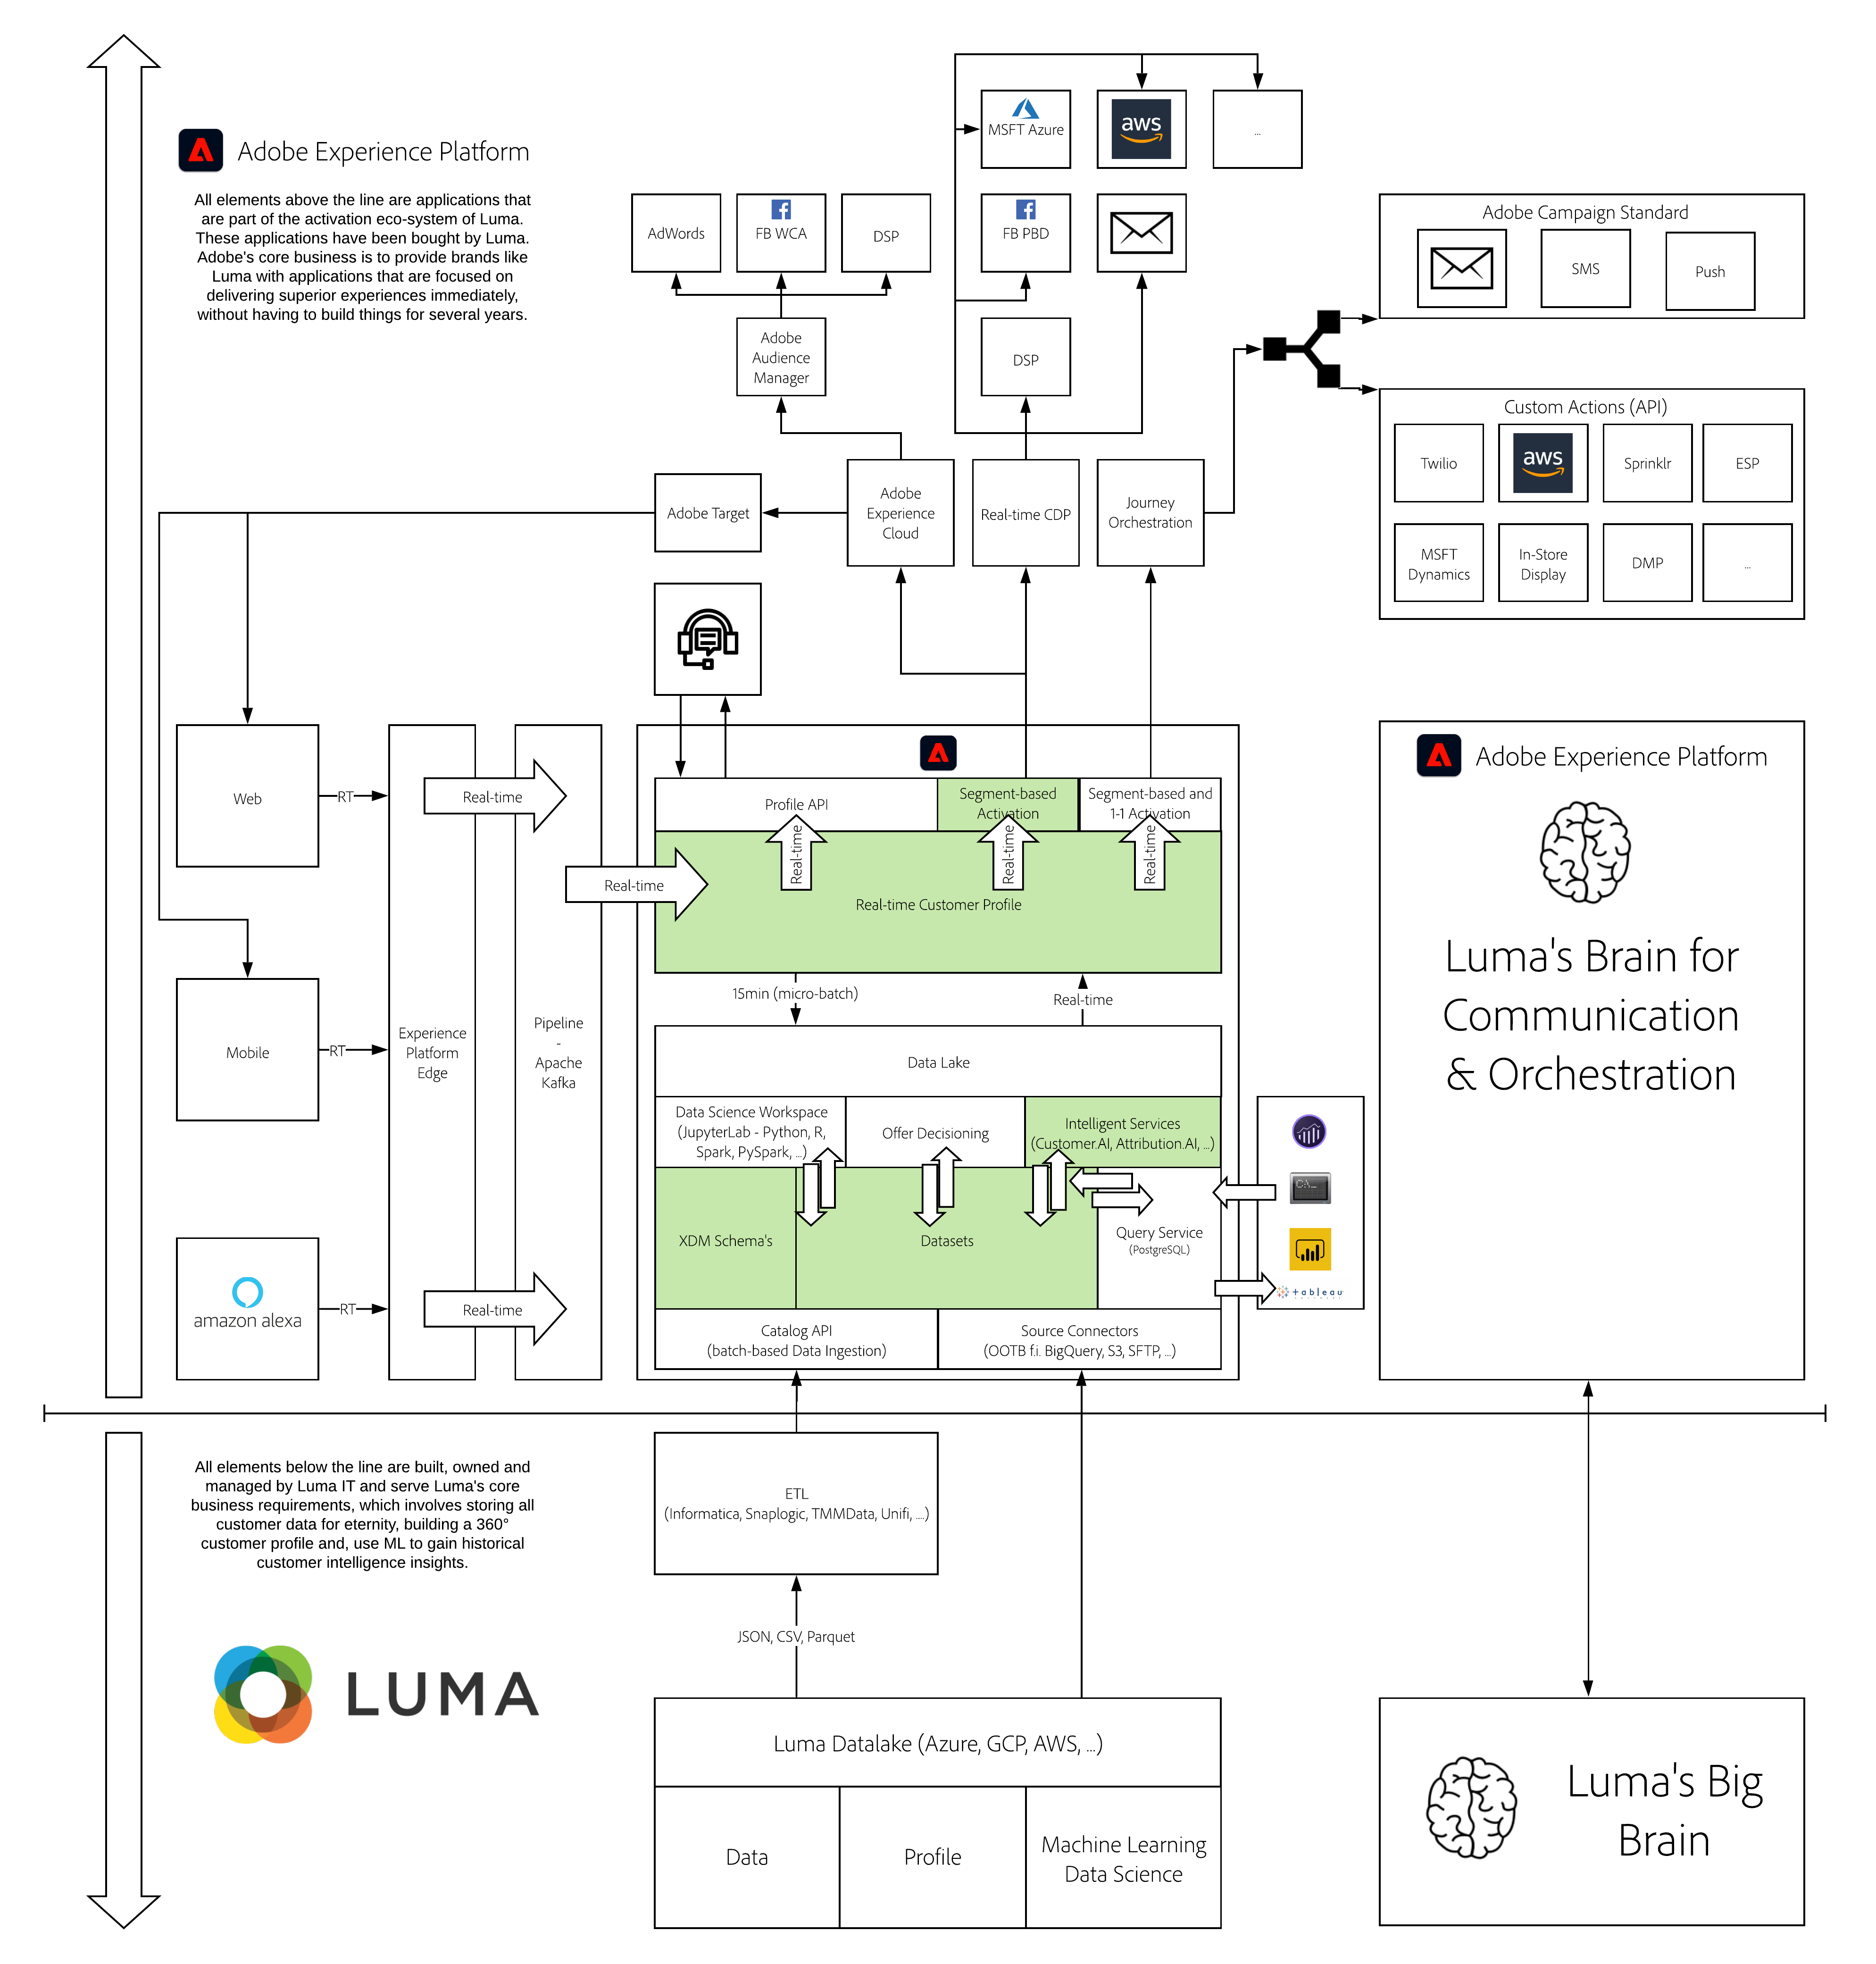 Adobe Experience Platform
All elements above the line are applications that
are part of the activation eco-system of Luma.
These applications have been bought by Luma.
Adobe's core business is to provide brands like
Luma with applications that are focused on
delivering superior experiences immediately,
without having to build things for several years.
MSFT Azure
aws
...
AdWords
FB WCA
DSP
FB PBD
Adobe Campaign Standard
SMS
Push
Adobe
Audience
Manager
DSP
Custom Actions (API)
Twilio
aws
Sprinklr
ESP
MSFT
Dynamics
In-Store
Display
DMP
...
Adobe Target
Adobe
Experience
Cloud
Real-time CDP
Journey
Orchestration
Web
RT
Real-time
Mobile
RT
Experience
Platform
Edge
Pipeline
-
Apache
Kafka
amazon alexa
RT
Real-time
Real-time
Profile API
Segment-based
Activation
Segment-based and
1-1 Activation
Real-time
Real-time
Real-time
Real-time Customer Profile
15min (micro-batch)
Real-time
Data Lake
Data Science Workspace
(JupyterLab - Python, R,
Spark, PySpark, ...)
Offer Decisioning
Intelligent Services
(Customer.AI, Attribution.AI, ...)
XDM Schema's
Datasets
Query Service
(PostgreSQL)
Catalog API
(batch-based Data Ingestion)
Source Connectors
(OOTB f.i. BigQuery, S3, SFTP, ...)
+ableau
Adobe Experience Platform
Luma's Brain for
Communication
& Orchestration
All elements below the line are built, owned and
managed by Luma IT and serve Luma's core
business requirements, which involves storing all
customer data for eternity, building a 360°
customer profile and, use ML to gain historical
customer intelligence insights.
LUMA
ETL
(Informatica, Snaplogic, TMMData, Unifi, ....)
JSON, CSV, Parquet
Luma Datalake (Azure, GCP, AWS, ...)
Data
Profile
Machine Learning
Data Science
Luma's Big
Brain